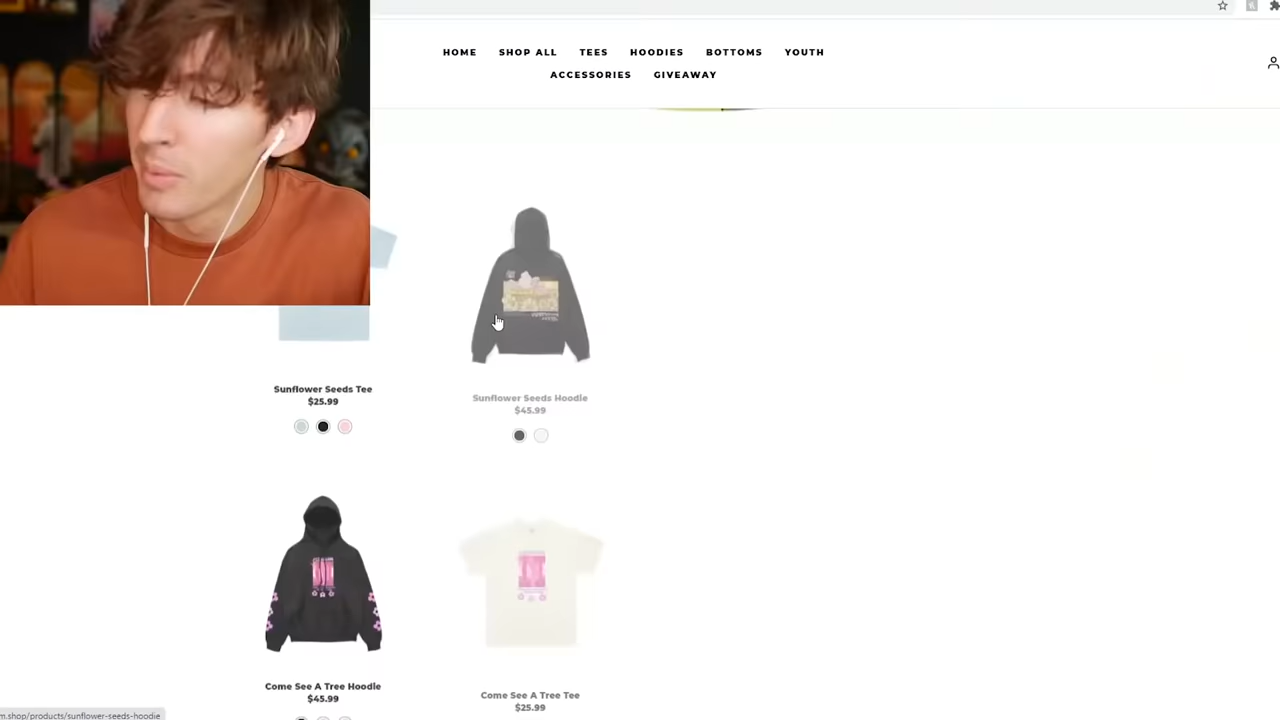 HOME SHOP ALL TEES HOODIES BOTTOMS YOUTH
ACCESSORIES GIVEAWAY
Sunflower Seeds Tee
$25.99
Sunflower Seeds Hoodie
$45.99
Come See A Tree Hoodie
$45.99
Come See A Tree Tee
$25.99
m.shop/products/sunflower-seeds-hoodie